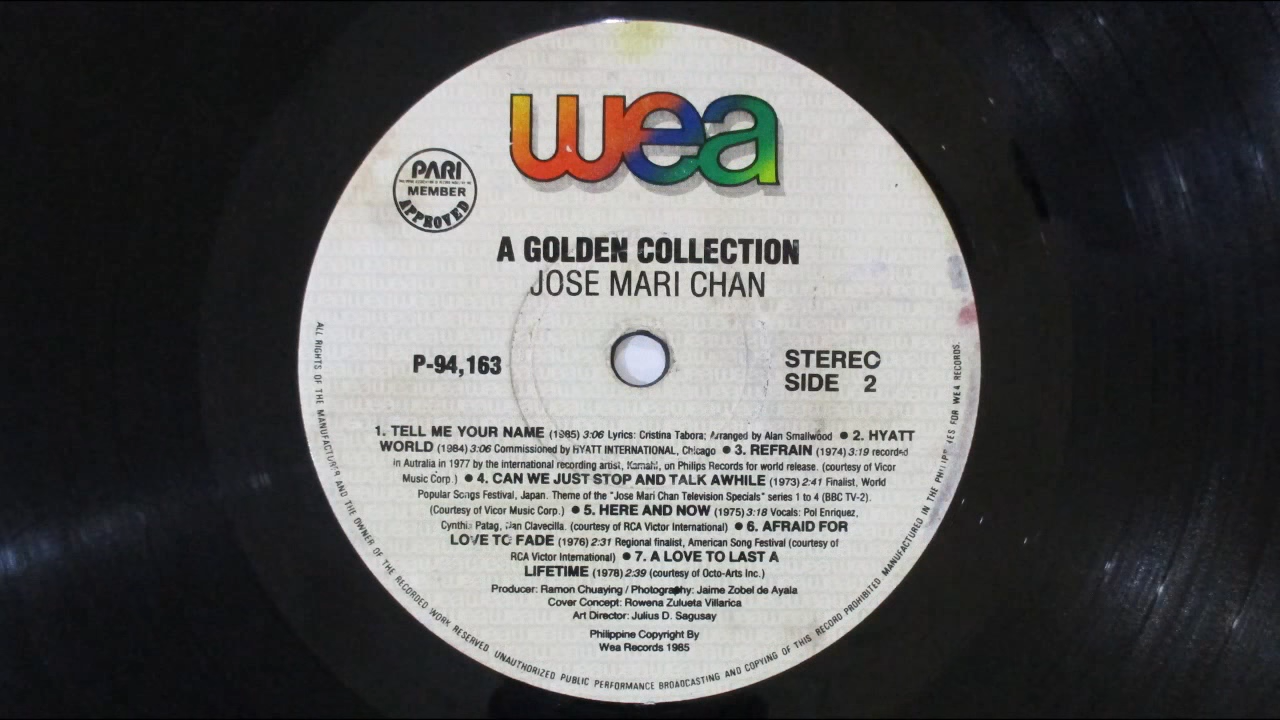 wea
PARI
MEMBER
APPROVED
A GOLDEN COLLECTION
JOSE MARI CHAN
P-94,163
STEREO
SIDE 2
1. TELL ME YOUR NAME (1985) 3:06 Lyrics: Cristina Tabora; Arranged by Alan Smallwood ● 2. HYATT
WORLD (1984) 3:06 Commissioned by HYATT INTERNATIONAL, Chicago ● 3. REFRAIN (1974) 3:19 recorded
in Autralia in 1977 by the international recording artist, Kamahl, on Philips Records for world release. (courtesy of Vicor
Music Corp.) ● 4. CAN WE JUST STOP AND TALK AWHILE (1973) 2:41 Finalist, World
Popular Songs Festival, Japan. Theme of the "Jose Mari Chan Television Specials" series 1 to 4 (BBC TV-2).
(Courtesy of Vicor Music Corp.) ● 5. HERE AND NOW (1975) 3:18 Vocals: Pol Enriquez,
Cynthia Patag, Nan Clavecilla. (courtesy of RCA Victor International) ● 6. AFRAID FOR
LOVE TO FADE (1976) 2:31 Regional finalist, American Song Festival (courtesy of
RCA Victor International) ● 7. A LOVE TO LAST A
LIFETIME (1978) 2:39 (courtesy of Octo-Arts Inc.)
Producer: Ramon Chuaying / Photography: Jaime Zobel de Ayala
Cover Concept: Rowena Zulueta Villarica
Art Director: Julius D. Sagusay
Philippine Copyright By
Wea Records 1985
ALL RIGHTS OF THE MANUFACTURER AND THE OWNER OF THE RECORDED WORK RESERVED. UNAUTHORIZED PUBLIC PERFORMANCE BROADCASTING AND COPYING OF THIS RECORD PROHIBITED. MANUFACTURED IN THE PHILIPPINES FOR WEA RECORDS.